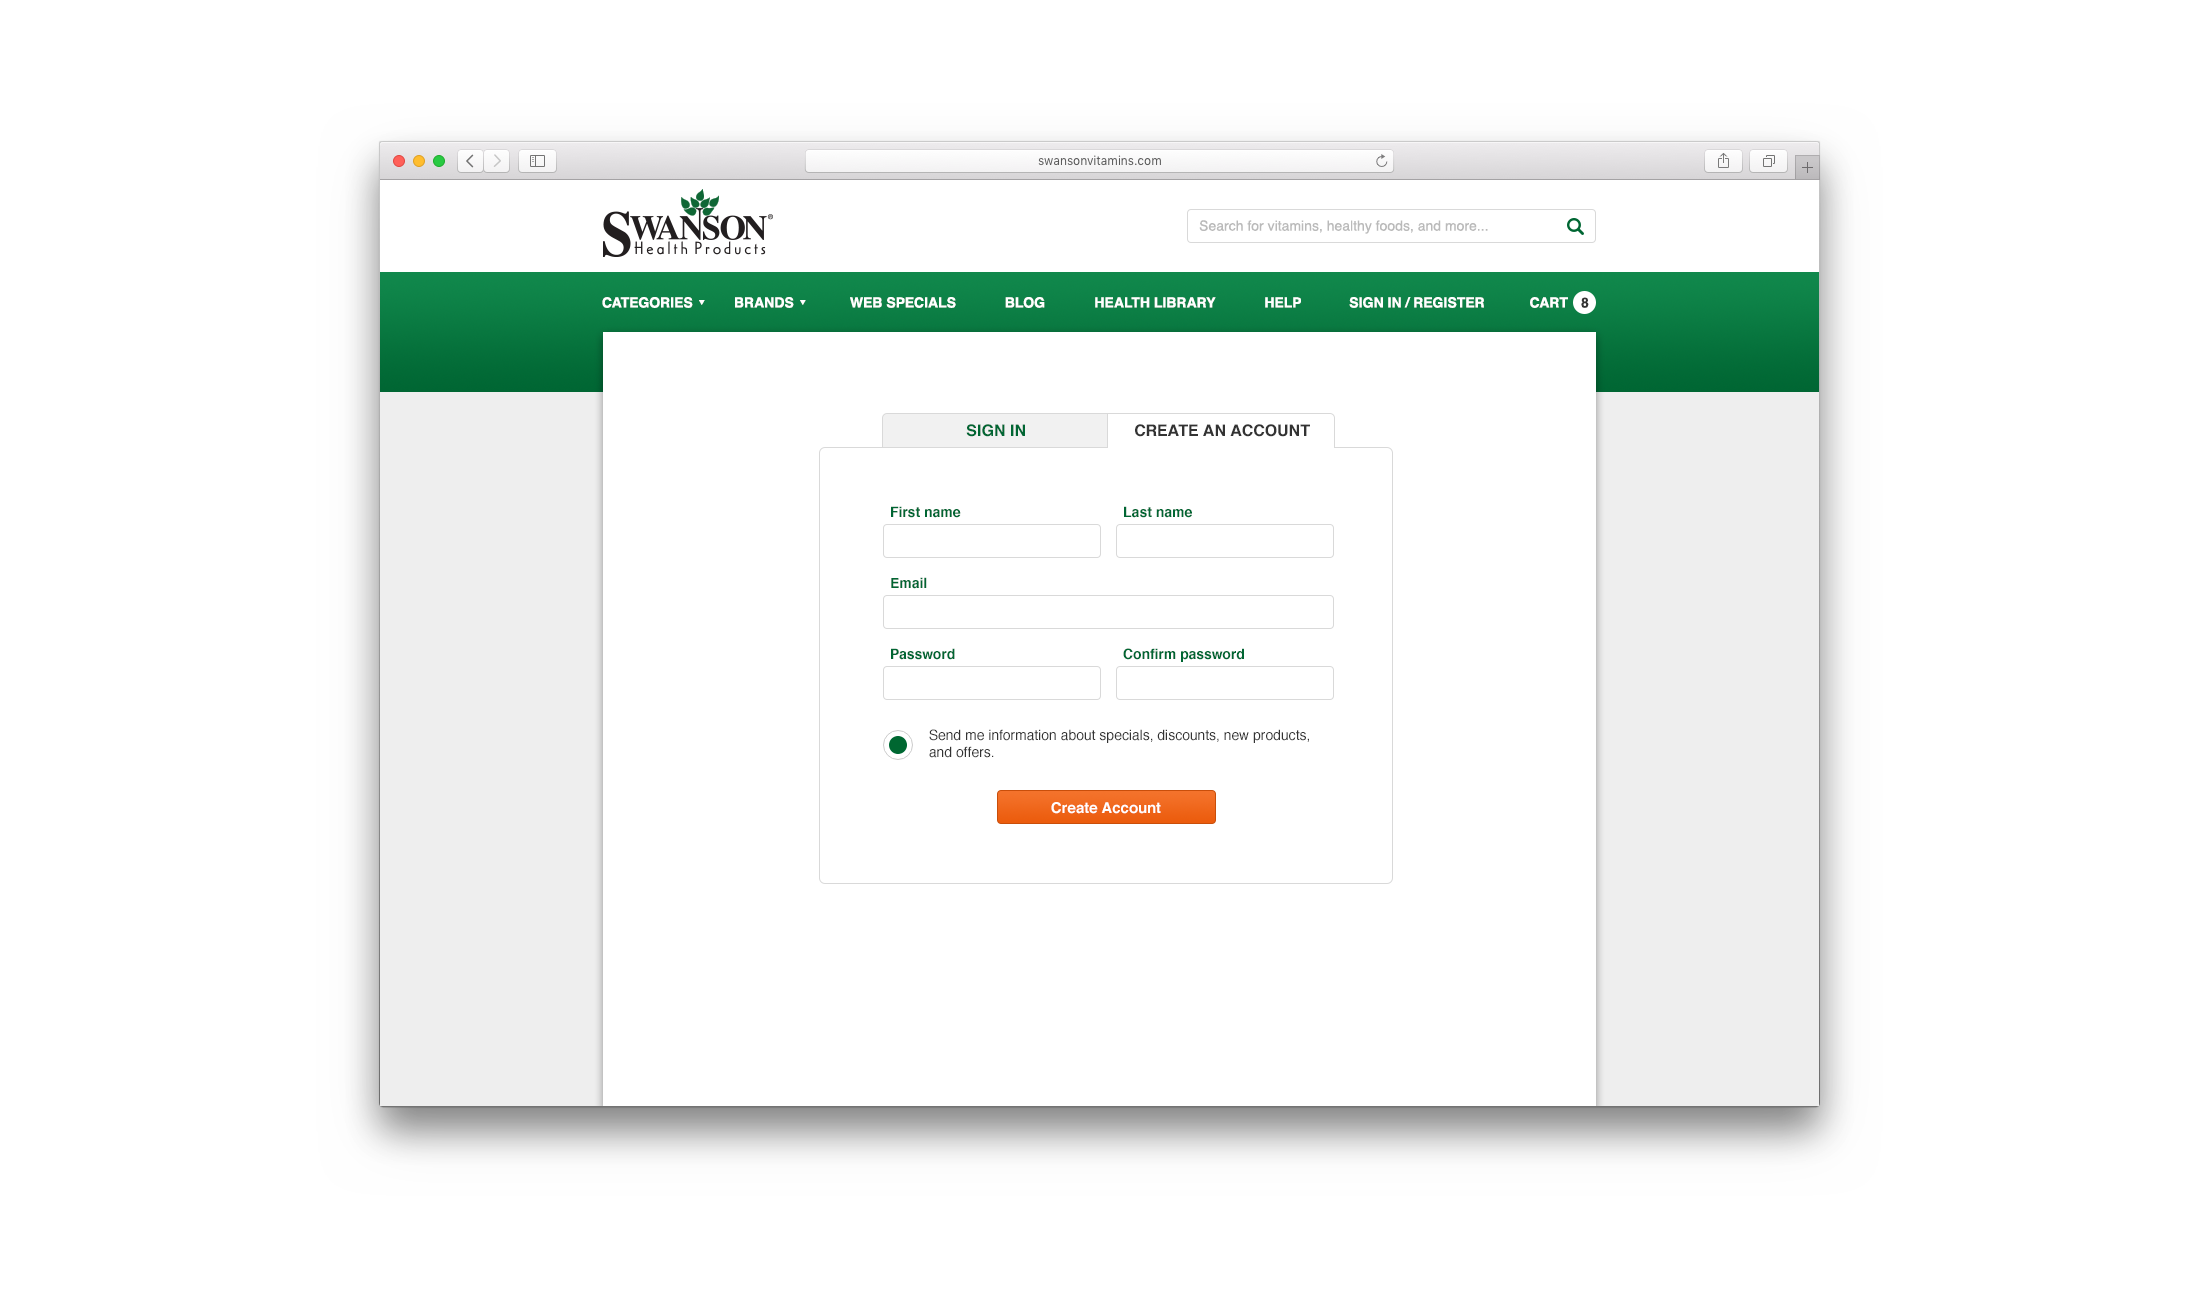 swansonvitamins.com
SWANSON®
Health Products
Search for vitamins, healthy foods, and more...
CATEGORIES BRANDS WEB SPECIALS BLOG HEALTH LIBRARY HELP SIGN IN / REGISTER CART 8
SIGN IN CREATE AN ACCOUNT
First name Last name
Email
Password Confirm password
Send me information about specials, discounts, new products,
and offers.
Create Account